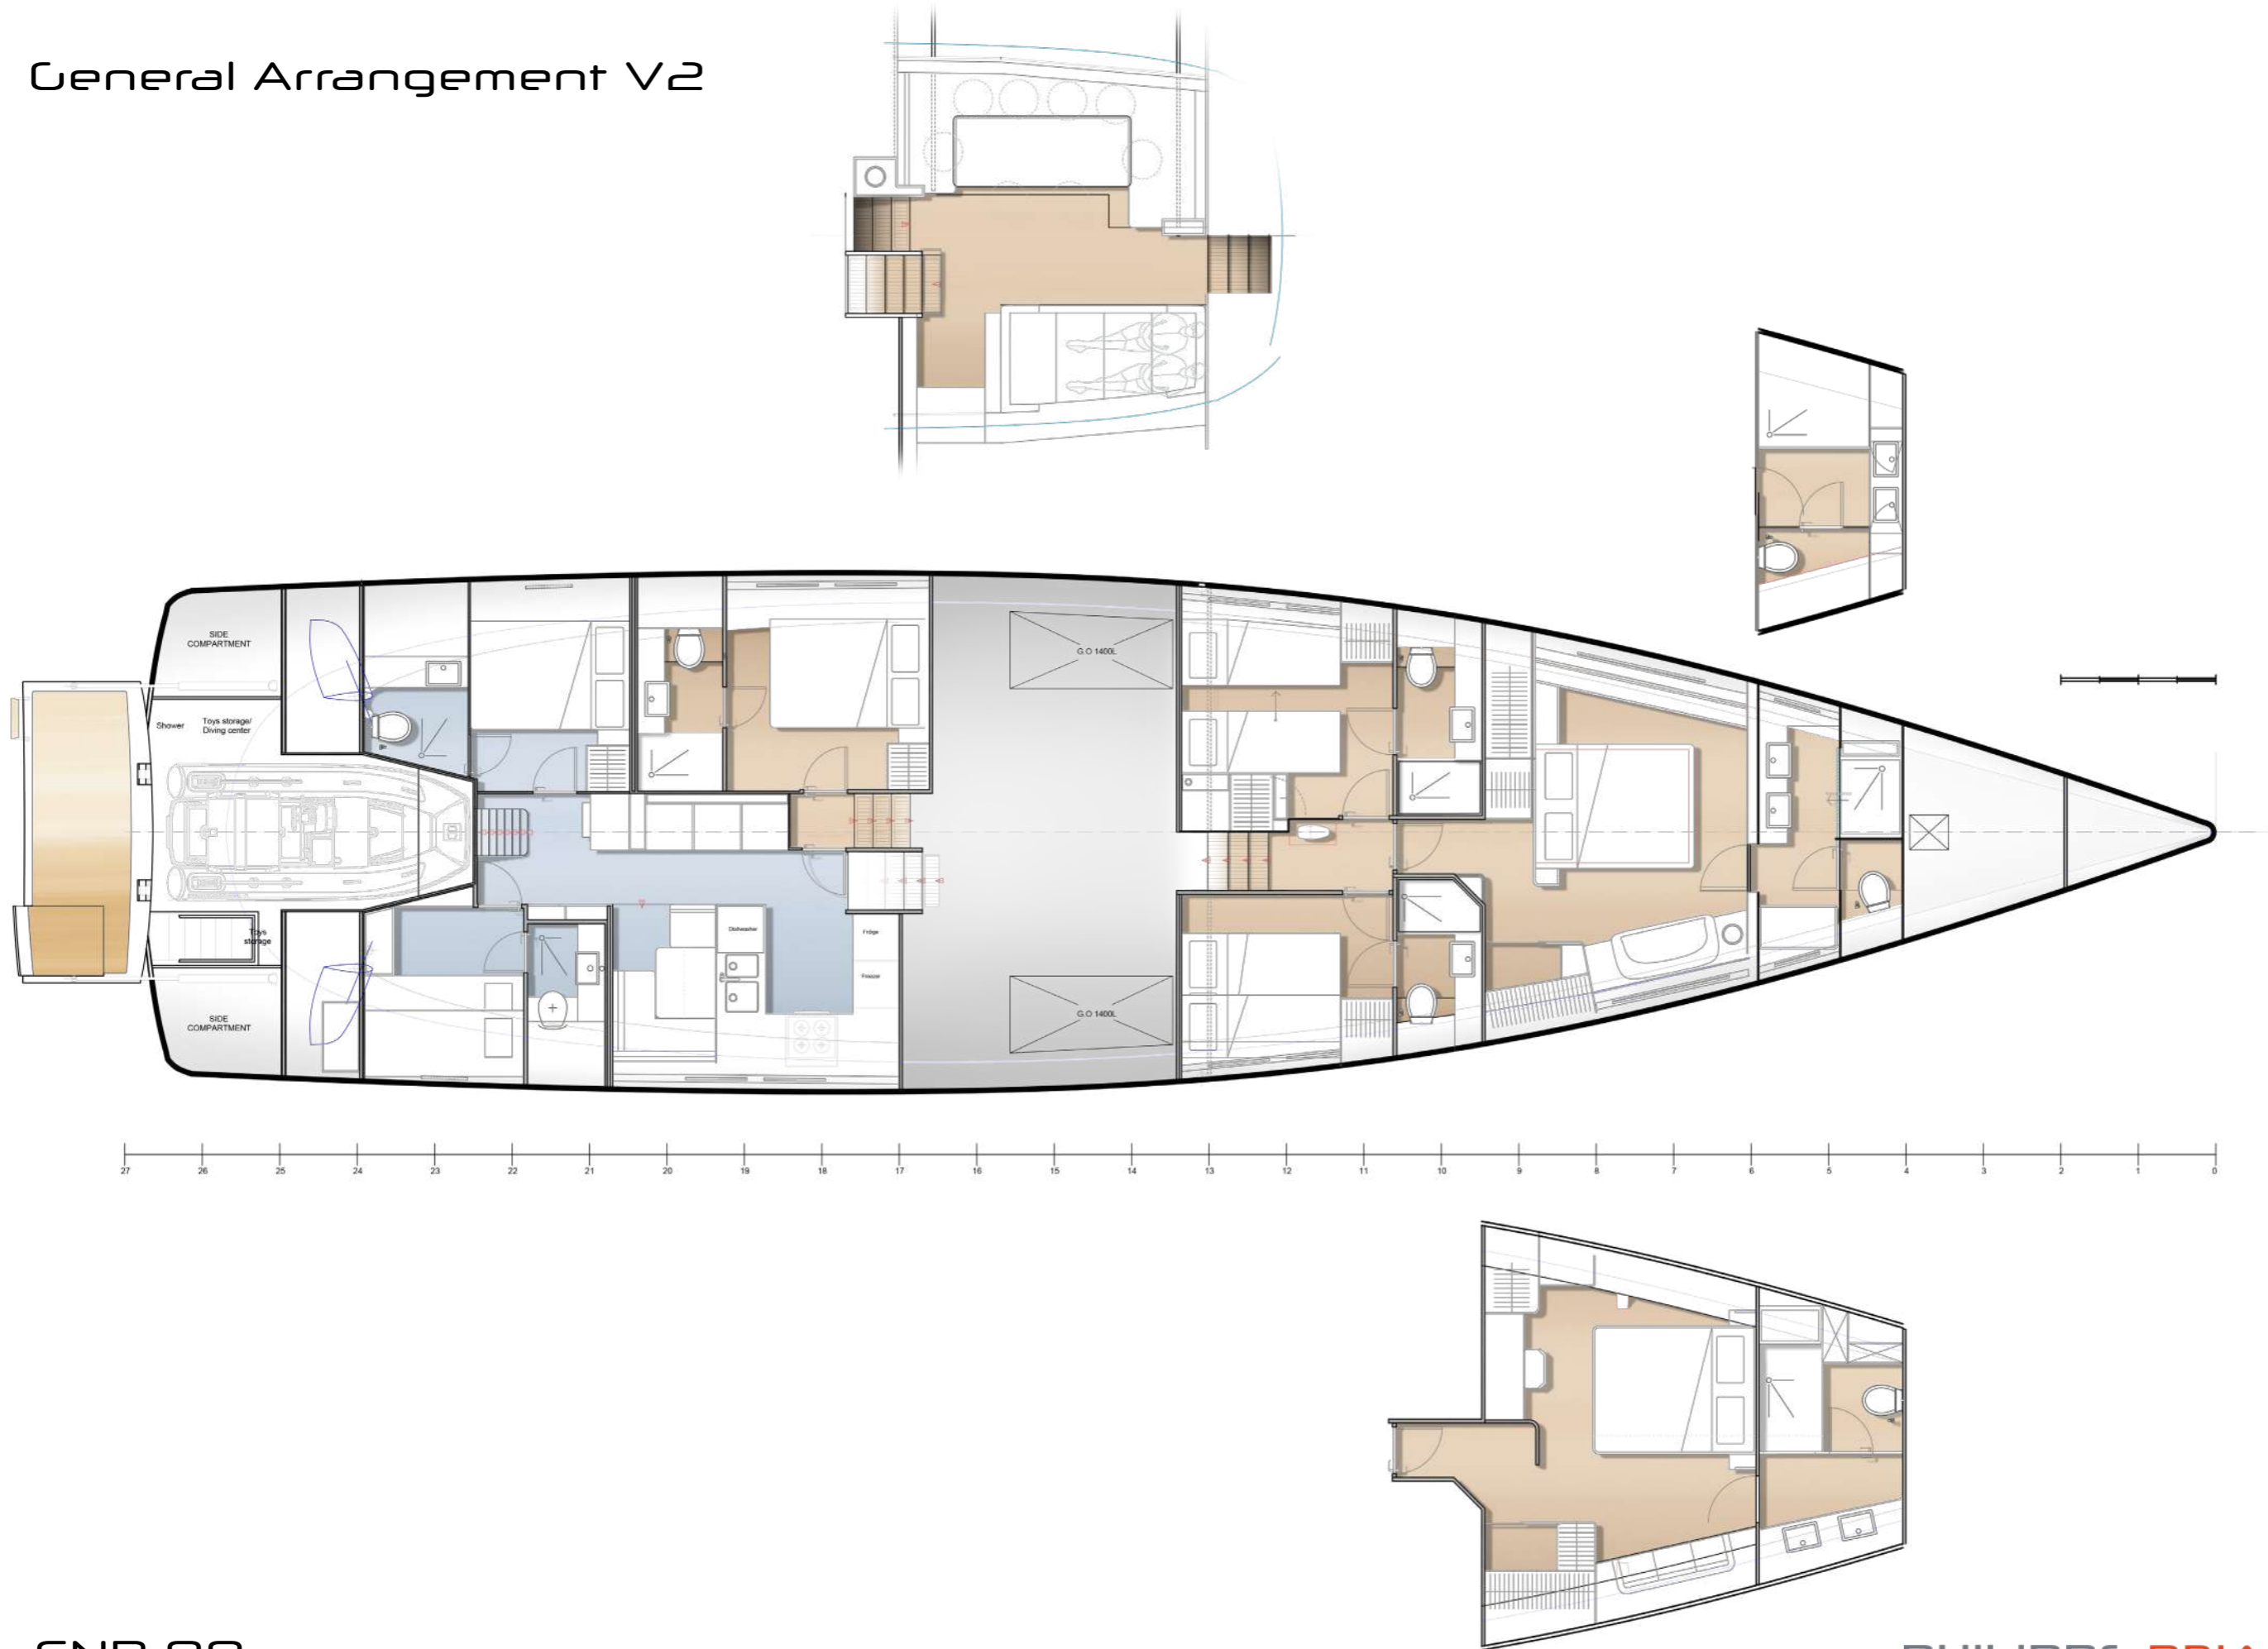 General Arrangement V2
SIDE
COMPARTMENT
Shower
Toys storage/
Diving center
Toys
storage
SIDE
COMPARTMENT
Dishwasher
Fridge
Freezer
G.O 1400L
G.O 1400L
27 26 25 24 23 22 21 20 19 18 17 16 15 14 13 12 11 10 9 8 7 6 5 4 3 2 1 0